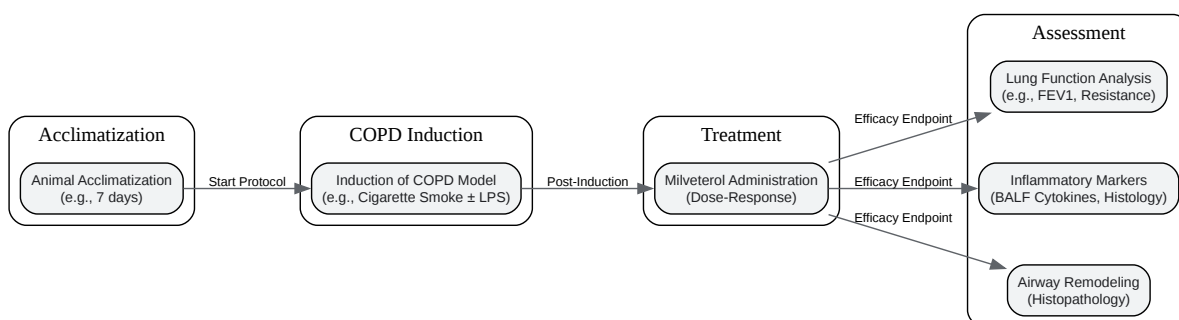 Acclimatization
Animal Acclimatization
(e.g., 7 days)
Start Protocol
COPD Induction
Induction of COPD Model
(e.g., Cigarette Smoke ± LPS)
Post-Induction
Treatment
Milveterol Administration
(Dose-Response)
Efficacy Endpoint
Efficacy Endpoint
Efficacy Endpoint
Assessment
Lung Function Analysis
(e.g., FEV1, Resistance)
Inflammatory Markers
(BALF Cytokines, Histology)
Airway Remodeling
(Histopathology)